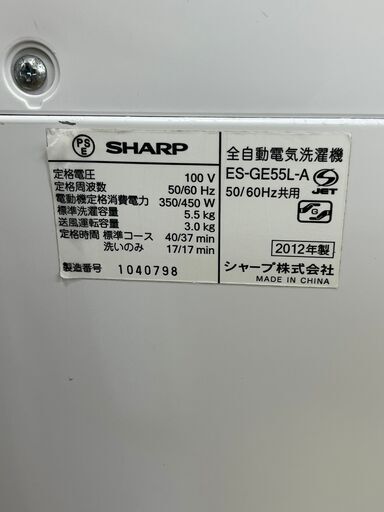 PS
E
SHARP
全自動電気洗濯機
ES-GE55L-A
50/60Hz共用
S
JET
定格電圧 100 V
定格周波数 50/60 Hz
電動機定格消費電力 350/450 W
標準洗濯容量 5.5 kg
送風運転容量 3.0 kg
定格時間 標準コース 40/37 min
洗いのみ 17/17 min
製造番号 1040798
G
2012年製
シャープ株式会社
MADE IN CHINA